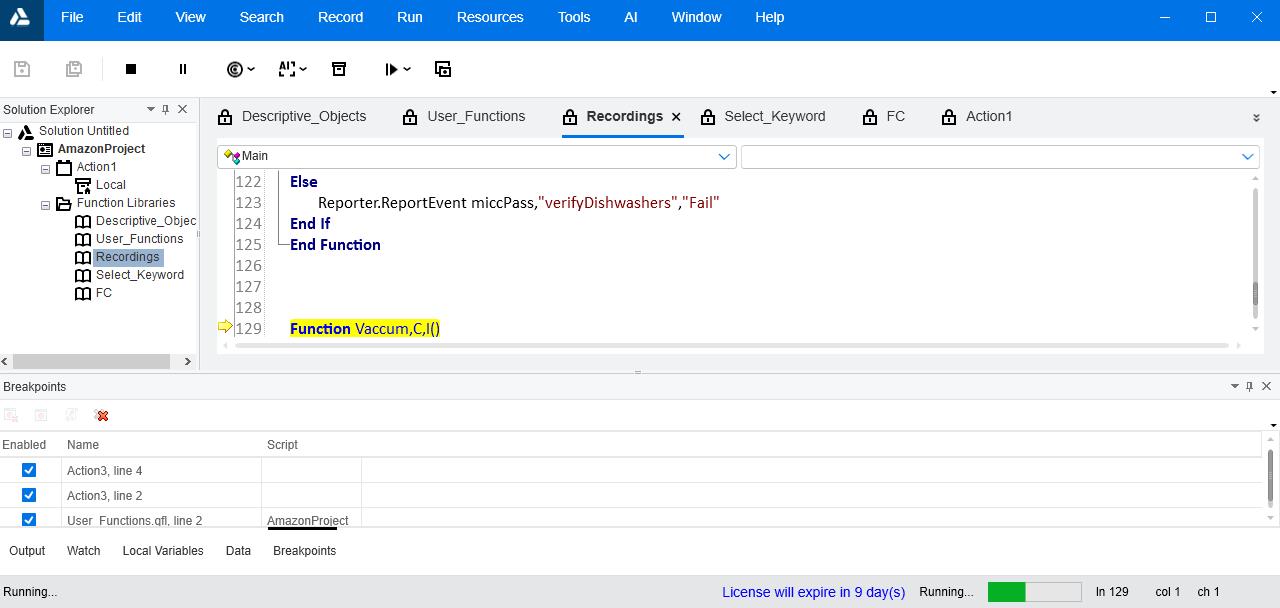 File Edit View Search Record Run Resources Tools AI Window Help
AI
Solution Explorer
Solution Untitled
AmazonProject
Action1
Local
Function Libraries
Descriptive_Objec
User_Functions
Recordings
Select_Keyword
FC
Descriptive_Objects User_Functions Recordings Select_Keyword FC Action1
Main
122 Else
123 Reporter.ReportEvent miccPass,"verifyDishwashers","Fail"
124 End If
125 End Function
126
127
128
129 Function Vaccum,C,I()
Breakpoints
Enabled Name Script
Action3, line 4
Action3, line 2
User_Functions.qfl, line 2 AmazonProject
Output Watch Local Variables Data Breakpoints
Running... License will expire in 9 day(s) Running... ln 129 col 1 ch 1